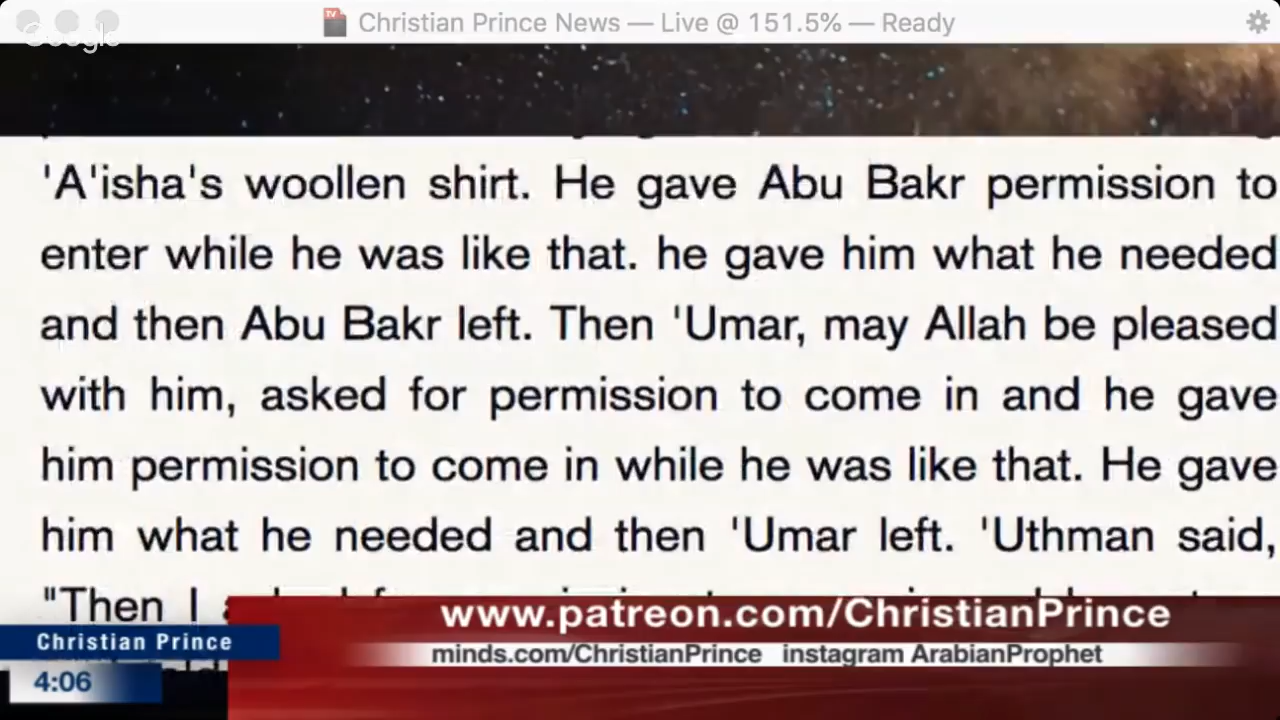 Christian Prince News — Live @ 151.5% — Ready
Google
'A'isha's woollen shirt. He gave Abu Bakr permission to
enter while he was like that. he gave him what he needed
and then Abu Bakr left. Then 'Umar, may Allah be pleased
with him, asked for permission to come in and he gave
him permission to come in while he was like that. He gave
him what he needed and then 'Umar left. 'Uthman said,
"Then I
www.patreon.com/ChristianPrince
Christian Prince
minds.com/ChristianPrince instagram ArabianProphet
4:06